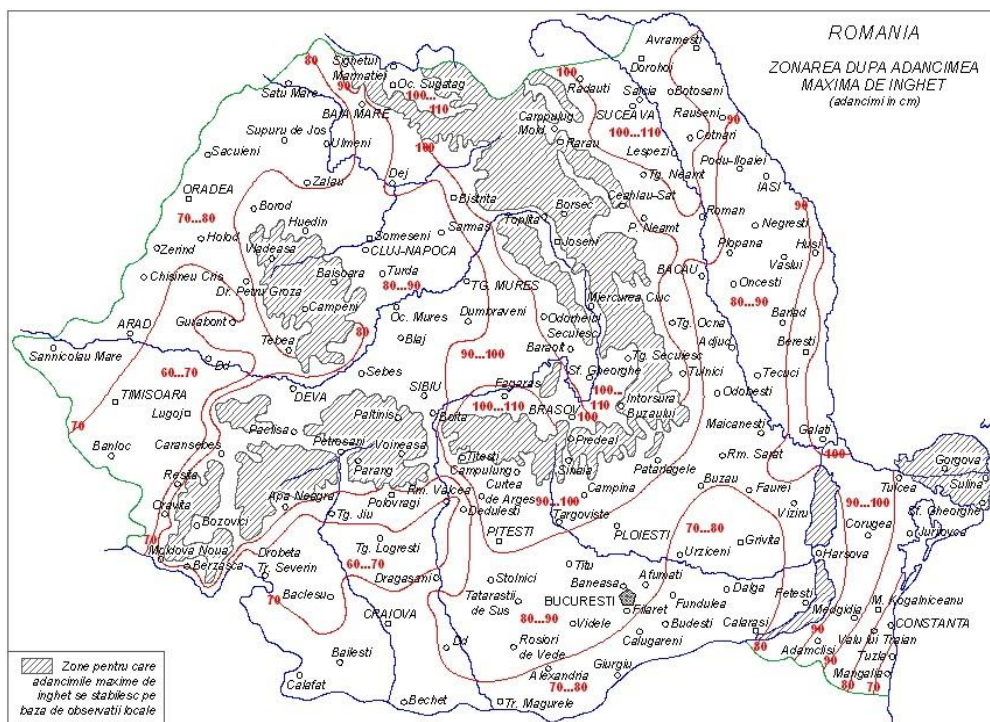 ROMANIA
ZONAREA DUPA ADANCIMEA
MAXIMA DE INGHET
(adancimi in cm)
Avramesti
80
Sighetul
Marmatiei
Dorohoi
90
Oc. Sugatag
100
Radauti
Satu Mare
100...
110
Salcia
Botosani
BAIA MARE
SUCEAVA
Rauseni
90
Supuru de Jos
Ulmeni
100
Campulug
Mold.
Rarau
100...110
Cotnari
Sacuieni
Lespezi
Podu-Iloaiei
Zalau
Dej
Tg. Neamt
IASI
ORADEA
Bistrita
Ceahlau-Sat
90
70...80
Borod
Borsec
Roman
Huedin
Sarmas
Toplita
P. Neamt
Negresti
Holod
Someseni
Husi
Zerind
Vladeasa
CLUJ-NAPOCA
Joseni
Plopana
Vaslui
Chisineu Cris
Baisoara
Turda
BACAU
Dr. Petru Groza
80...90
TG. MURES
Oncesti
Campeni
Miercurea Ciuc
80...90
Gurabont
Oc. Mures
Dumbraveni
Odorheiul
Secuiesc
Tg. Ocna
Barlad
ARAD
80
Sannicolau Mare
Tebea
Blaj
Baraolt
Adjud
Beresti
90...100
Tg. Secuiesc
Dd
60...70
Sebes
Sf. Gheorghe
Tulnici
Tecuci
TIMISOARA
DEVA
SIBIU
Fagaras
100...
110
Odobesti
Lugoj
Paltinis
Boita
100...110
BRASOV
100
Intorsura
Buzaului
70
Paclisa
Maicanesti
Galati
Banloc
Caransebes
Petrosani
Voineasa
Predeal
100
Titesti
Rm. Sarat
Gorgova
Resita
Parang
Campulung
Sinaia
Patarlagele
Tulcea
Sulina
Apa Neagra
Rm. Valcea
Curtea
de Arges
Buzau
Faurei
90...100
Oravita
Polovragi
90...100
Campina
Sf. Gheorghe
Bozovici
Tg. Jiu
Dedulesti
Viziru
Corugea
Targoviste
70...80
Jurilovca
70
PITESTI
PLOIESTI
Moldova Noua
Drobeta
Tr. Severin
Tg. Logresti
Urziceni
Grivita
Harsova
Berzasca
60...70
Titu
Dragasani
Stolnici
Baneasa
Afumati
Dalga
70
Baclesu
Tatarastii
de Sus
BUCURESTI
Fundulea
Fetesti
M. Kogalniceanu
CRAIOVA
Filaret
Medgidia
80...90
Videle
Budesti
CONSTANTA
Dd
Rosiori
de Vede
Calugareni
Calarasi
90
Valu lui Traian
Bailesti
80
Adamclisi
Tuzla
Giurgiu
90
Zone pentru care
adancimile maxime de
inghet se stabilesc pe
baza de observatii locale
Calafat
Alexandria
70...80
Mangalia
80
70
Bechet
Tr. Magurele